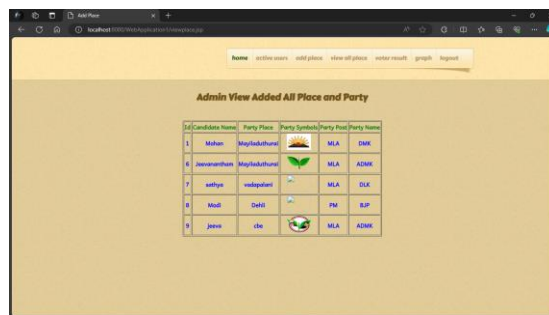 Add Place
localhost:8080/WebApplication1/viewplace.jsp
home active users add place view all place voter result graph logout
Admin View Added All Place and Party
Id Candidate Name Party Place Party Symbols Party Post Party Name
1 Mohan Mayiladuthurai MLA DMK
6 Jeevanantham Mayiladuthurai MLA ADMK
7 sathya vadapalani MLA DLK
8 Modi Dehli PM BJP
9 jeeva cbe MLA ADMK